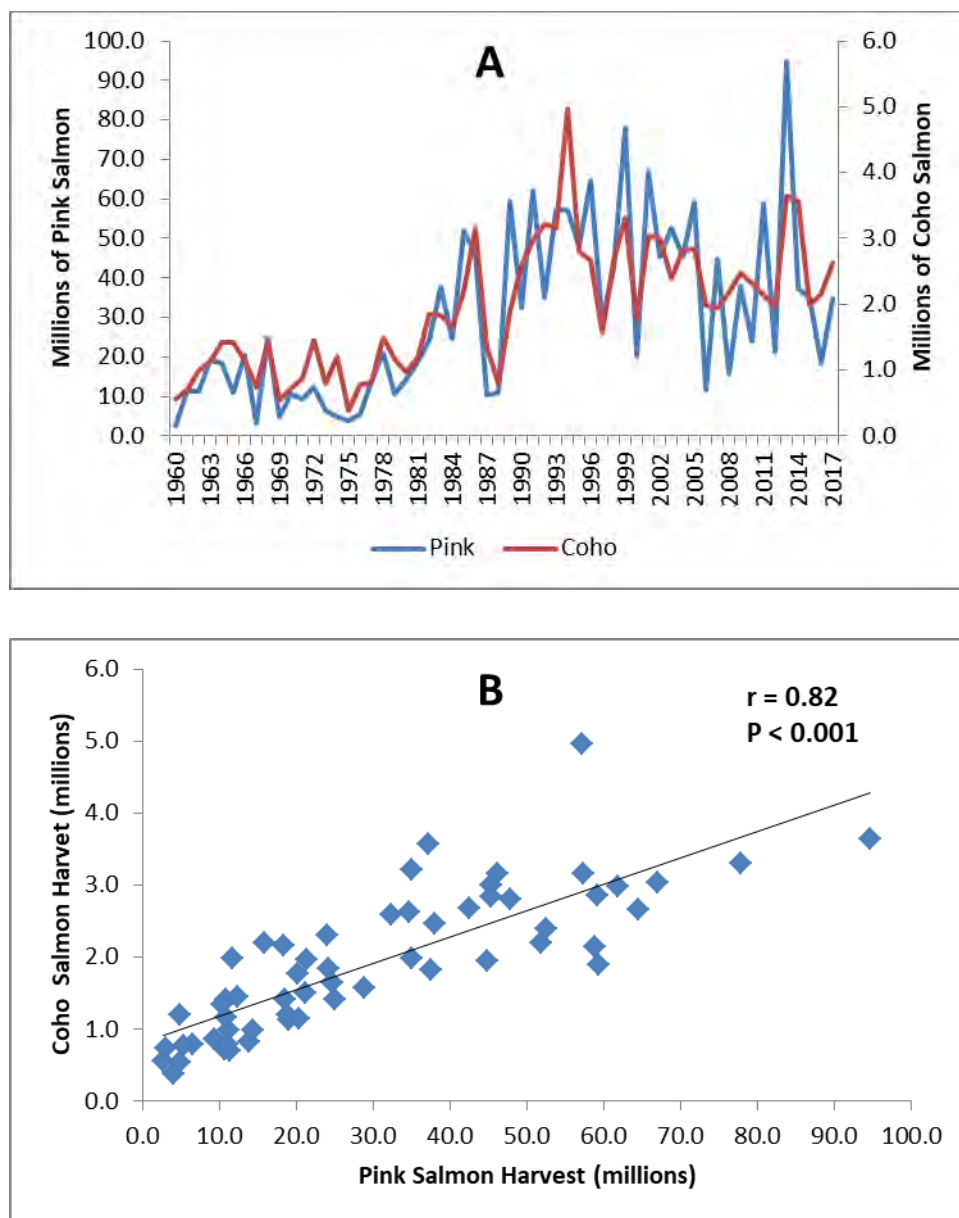 A
100.0
90.0
80.0
70.0
60.0
50.0
40.0
30.0
20.0
10.0
0.0
Millions of Pink Salmon
6.0
5.0
4.0
3.0
2.0
1.0
0.0
Millions of Coho Salmon
1960 1963 1966 1969 1972 1975 1978 1981 1984 1987 1990 1993 1996 1999 2002 2005 2008 2011 2014 2017
Pink Coho
B
r = 0.82
P < 0.001
6.0
5.0
4.0
3.0
2.0
1.0
0.0
Coho Salmon Harvet (millions)
0.0 10.0 20.0 30.0 40.0 50.0 60.0 70.0 80.0 90.0 100.0
Pink Salmon Harvest (millions)